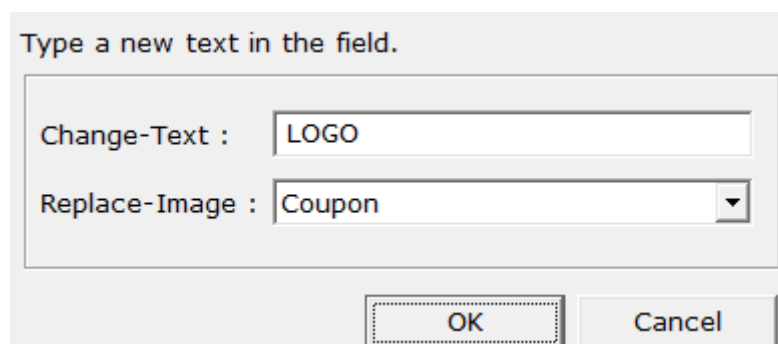 Type a new text in the field.
Change-Text : LOGO
Replace-Image : Coupon
OK Cancel